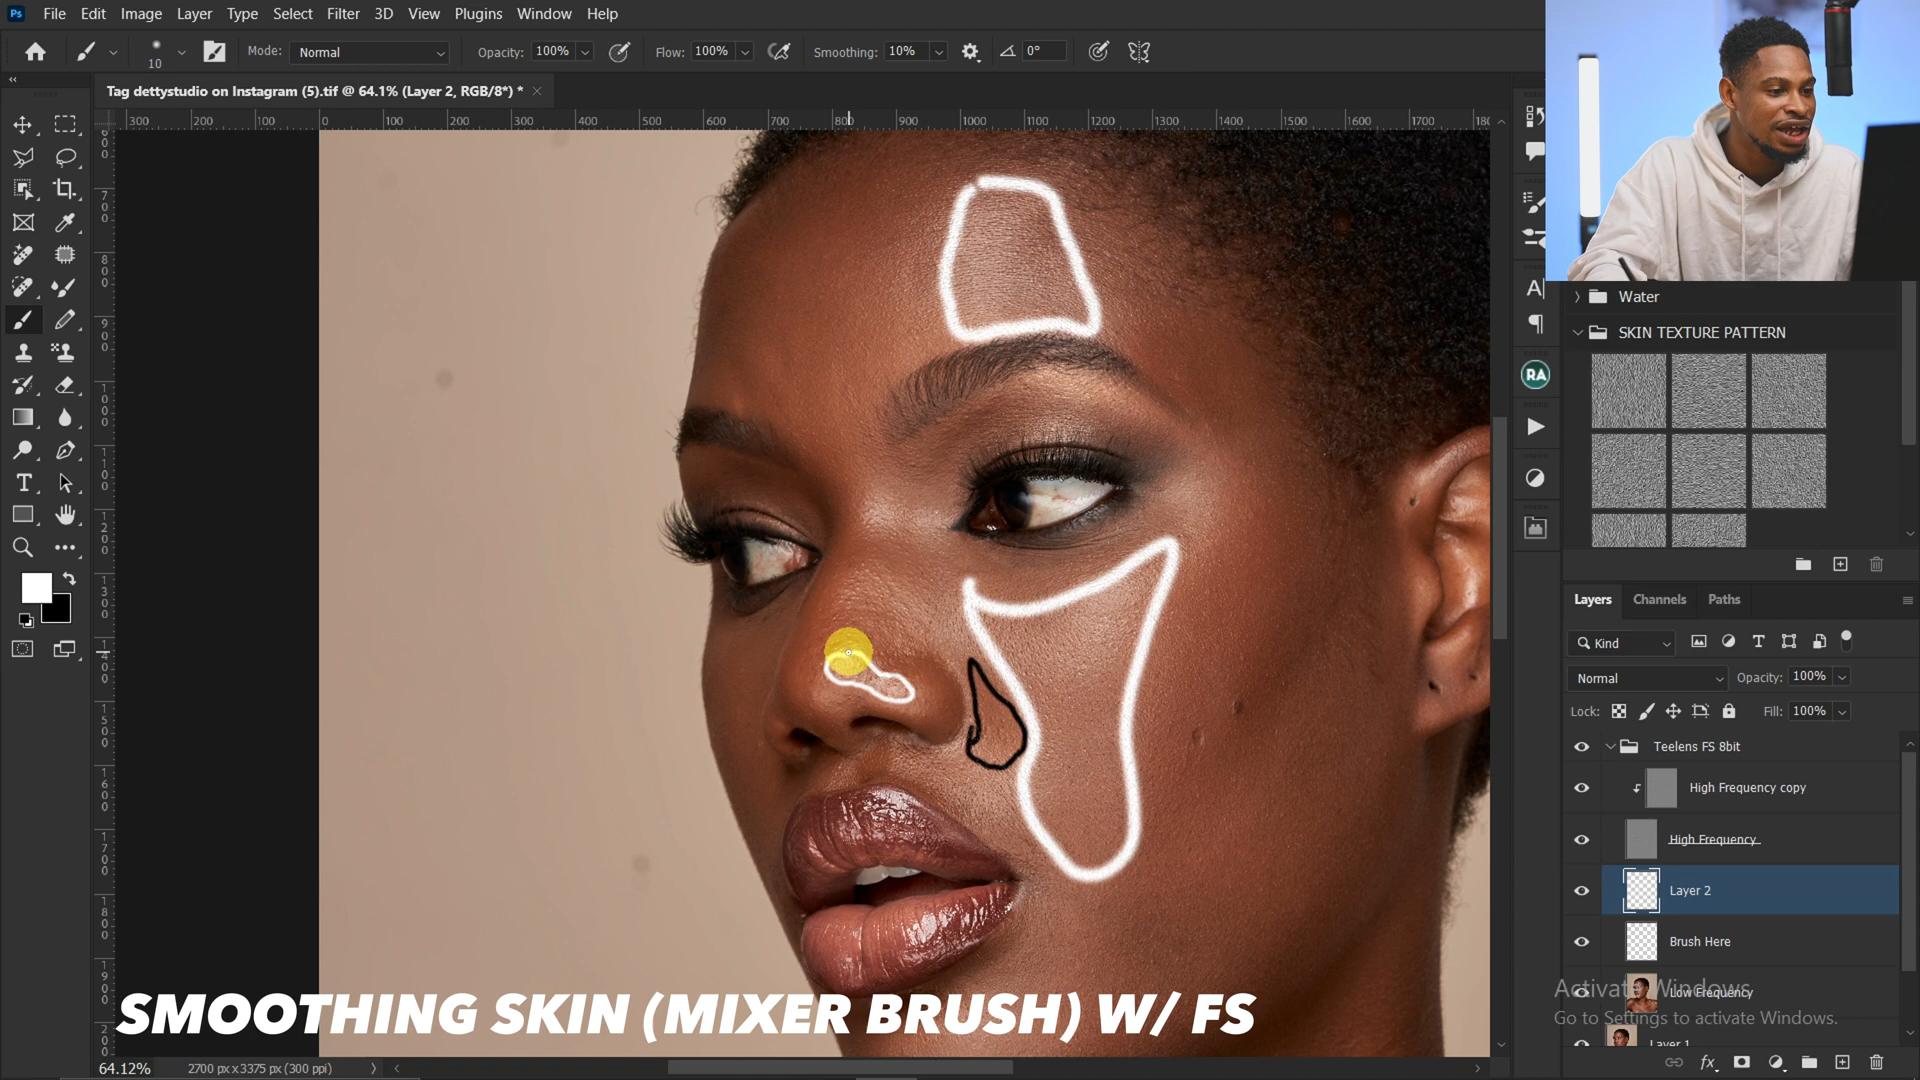 Ps File Edit Image Layer Type Select Filter 3D View Plugins Window Help
10 Mode: Normal Opacity: 100% Flow: 100% Smoothing: 10% 0°
Tag dettystudio on Instagram (5).tif @ 64.1% (Layer 2, RGB/8*) *
300 200 100 0 100 200 300 400 500 600 700 800 900 1000 1100 1200 1300 1400 1500 1600 1700
Water
SKIN TEXTURE PATTERN
RA
Layers Channels Paths
Kind
Normal Opacity: 100%
Lock: Fill: 100%
Teelens FS 8bit
High Frequency copy
High Frequency
Layer 2
Brush Here
Low Frequency
Layer 1
Activate Windows
Go to Settings to activate Windows.
SMOOTHING SKIN (MIXER BRUSH) W/ FS
64.12% 2700 px x 3375 px (300 ppi)